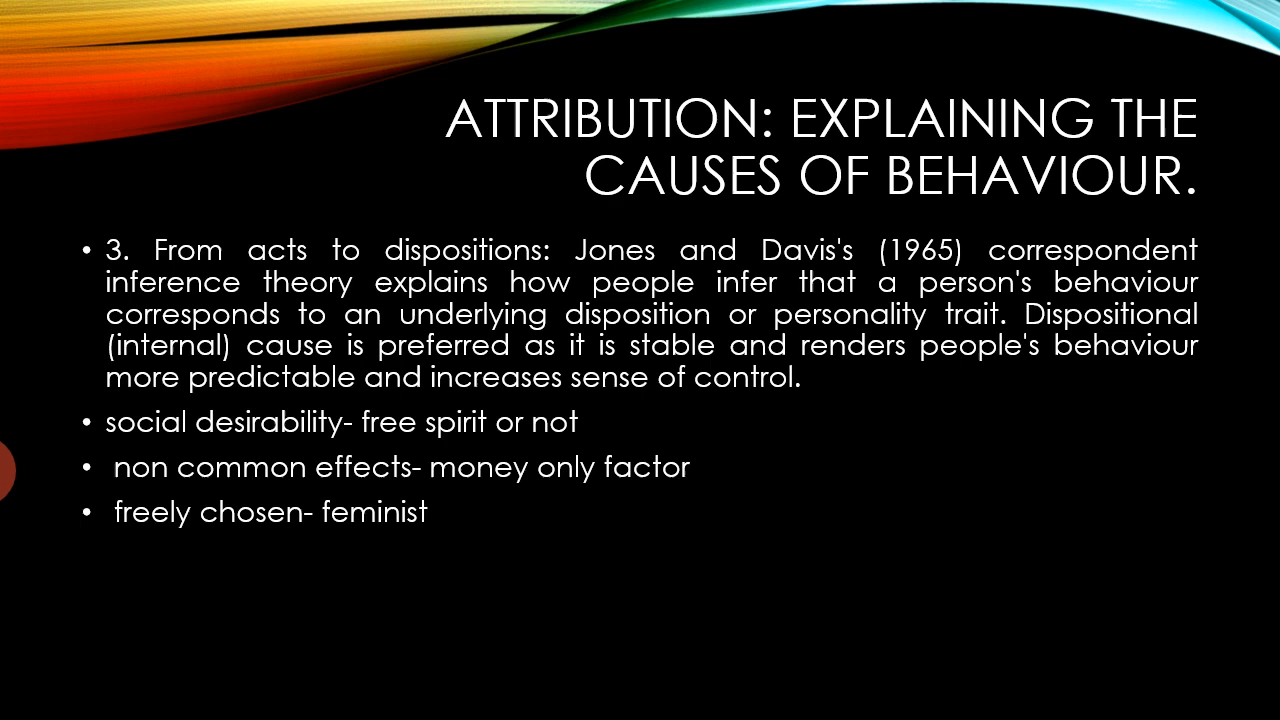 ATTRIBUTION: EXPLAINING THE
CAUSES OF BEHAVIOUR.
• 3. From acts to dispositions: Jones and Davis's (1965) correspondent
inference theory explains how people infer that a person's behaviour
corresponds to an underlying disposition or personality trait. Dispositional
(internal) cause is preferred as it is stable and renders people's behaviour
more predictable and increases sense of control.
• social desirability- free spirit or not
• non common effects- money only factor
• freely chosen- feminist